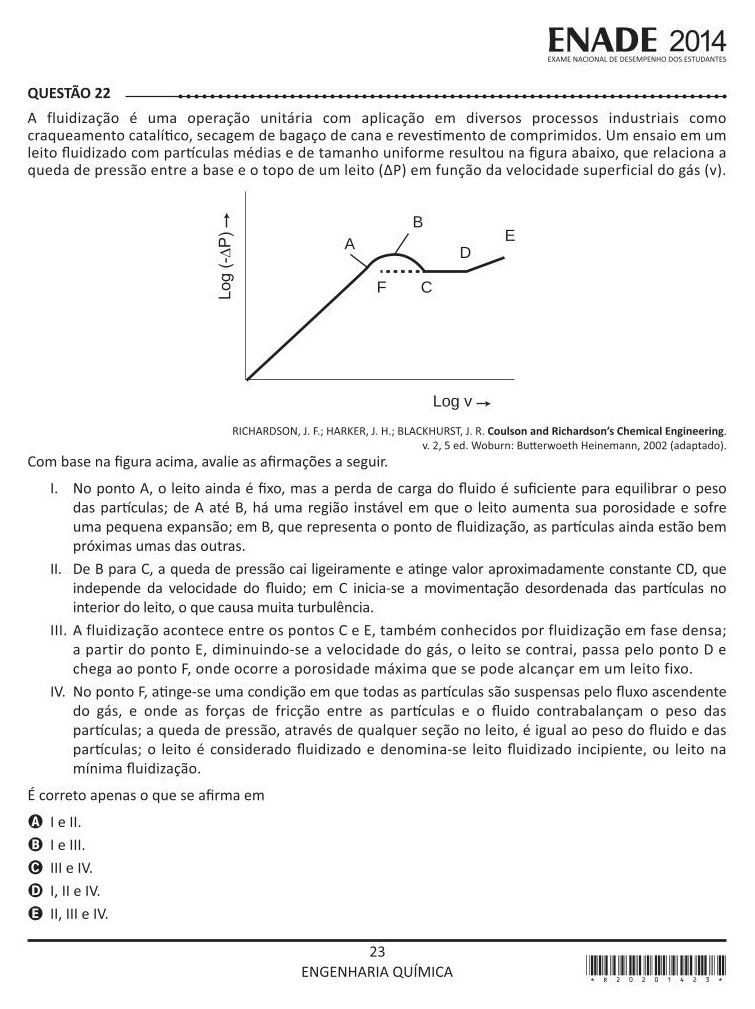 ENADE 2014
EXAME NACIONAL DE DESEMPENHO DOS ESTUDANTES
QUESTÃO 22
A fluidização é uma operação unitária com aplicação em diversos processos industriais como
craqueamento catalítico, secagem de bagaço de cana e revestimento de comprimidos. Um ensaio em um
leito fluidizado com partículas médias e de tamanho uniforme resultou na figura abaixo, que relaciona a
queda de pressão entre a base e o topo de um leito (ΔP) em função da velocidade superficial do gás (v).
Log (-ΔP) →
A
B
D
E
F
C
Log v →
RICHARDSON, J. F.; HARKER, J. H.; BLACKHURST, J. R. Coulson and Richardson's Chemical Engineering.
v. 2, 5 ed. Woburn: Butterwoeth Heinemann, 2002 (adaptado).
Com base na figura acima, avalie as afirmações a seguir.
I. No ponto A, o leito ainda é fixo, mas a perda de carga do fluido é suficiente para equilibrar o peso
das partículas; de A até B, há uma região instável em que o leito aumenta sua porosidade e sofre
uma pequena expansão; em B, que representa o ponto de fluidização, as partículas ainda estão bem
próximas umas das outras.
II. De B para C, a queda de pressão cai ligeiramente e atinge valor aproximadamente constante CD, que
independe da velocidade do fluido; em C inicia-se a movimentação desordenada das partículas no
interior do leito, o que causa muita turbulência.
III. A fluidização acontece entre os pontos C e E, também conhecidos por fluidização em fase densa;
a partir do ponto E, diminuindo-se a velocidade do gás, o leito se contrai, passa pelo ponto D e
chega ao ponto F, onde ocorre a porosidade máxima que se pode alcançar em um leito fixo.
IV. No ponto F, atinge-se uma condição em que todas as partículas são suspensas pelo fluxo ascendente
do gás, e onde as forças de fricção entre as partículas e o fluido contrabalançam o peso das
partículas; a queda de pressão, através de qualquer seção no leito, é igual ao peso do fluido e das
partículas; o leito é considerado fluidizado e denomina-se leito fluidizado incipiente, ou leito na
mínima fluidização.
É correto apenas o que se afirma em
A I e II.
B I e III.
C III e IV.
D I, II e IV.
E II, III e IV.
23
ENGENHARIA QUÍMICA
* R 2 0 2 0 1 4 2 3 *